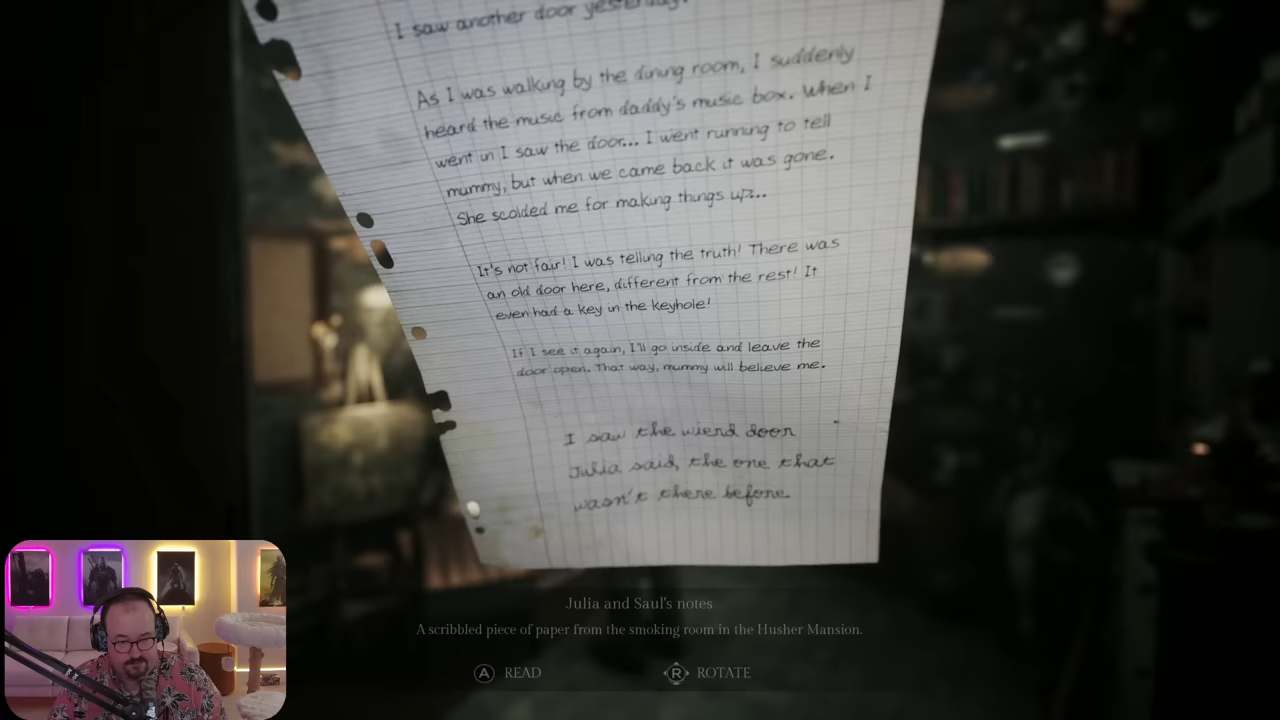 I saw another door yesterday.
As I was walking by the dining room, I suddenly
heard the music from daddy's music box. When I
went in I saw the door... I went running to tell
mummy, but when we came back it was gone.
She scolded me for making things up...
It's not fair! I was telling the truth! There was
an old door here, different from the rest! It
even had a key in the keyhole!
If I see it again, I'll go inside and leave the
door open. That way, mummy will believe me.
I saw the wierd door
Julia said, the one that
wasn't there before.
Julia and Saul's notes
A scribbled piece of paper from the smoking room in the Husher Mansion.
A READ
R ROTATE